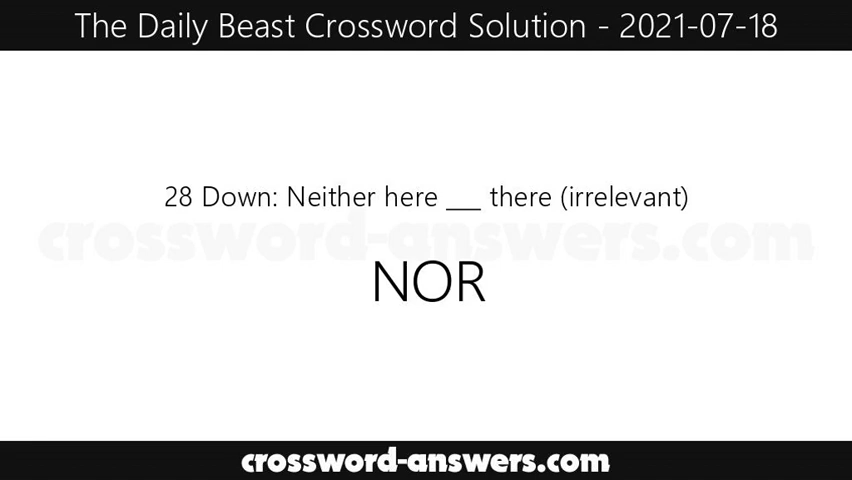 The Daily Beast Crossword Solution - 2021-07-18
28 Down: Neither here ___ there (irrelevant)
crossword-answers.com
NOR
crossword-answers.com